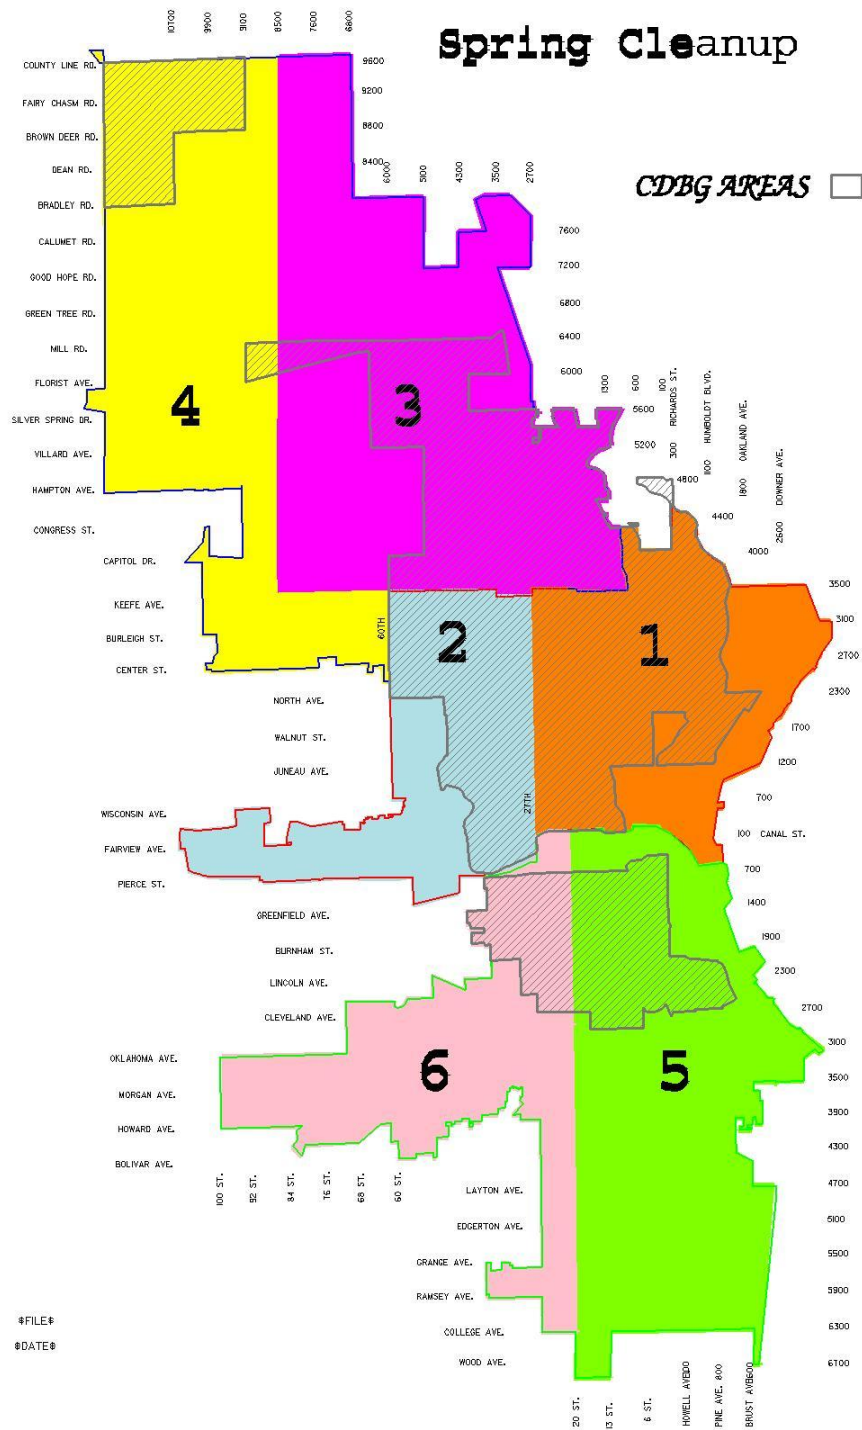 Spring Cleanup
CDBG AREAS
10700
9900
9100
8500
7600
6800
COUNTY LINE RD.
FAIRY CHASM RD.
BROWN DEER RD.
DEAN RD.
BRADLEY RD.
CALUMET RD.
GOOD HOPE RD.
GREEN TREE RD.
MILL RD.
FLORIST AVE.
SILVER SPRING DR.
VILLARD AVE.
HAMPTON AVE.
CONGRESS ST.
CAPITOL DR.
KEEFE AVE.
BURLEIGH ST.
CENTER ST.
NORTH AVE.
WALNUT ST.
JUNEAU AVE.
WISCONSIN AVE.
FAIRVIEW AVE.
PIERCE ST.
GREENFIELD AVE.
BURNHAM ST.
LINCOLN AVE.
CLEVELAND AVE.
OKLAHOMA AVE.
MORGAN AVE.
HOWARD AVE.
BOLIVAR AVE.
LAYTON AVE.
EDGERTON AVE.
GRANGE AVE.
RAMSEY AVE.
COLLEGE AVE.
WOOD AVE.
9600
9200
8800
8400
6000
5100
4300
3500
2700
7600
7200
6800
6400
6000
5600
5200
4800
4400
4000
1300
600
100
300 RICHARDS ST.
1100 HUMBOLDT BLVD.
1800 OAKLAND AVE.
2600 DOWNER AVE.
3500
3100
2700
2300
1700
1200
700
100 CANAL ST.
700
1400
1900
2300
2700
3100
3500
3900
4300
4700
5100
5500
5900
6300
6700
4
3
2
1
6
5
60TH
27TH
100 ST.
92 ST.
84 ST.
76 ST.
68 ST.
60 ST.
20 ST.
13 ST.
6 ST.
HOWELL AVE.
PINE AVE. 800
BRUST AVE
$FILE$
$DATE$